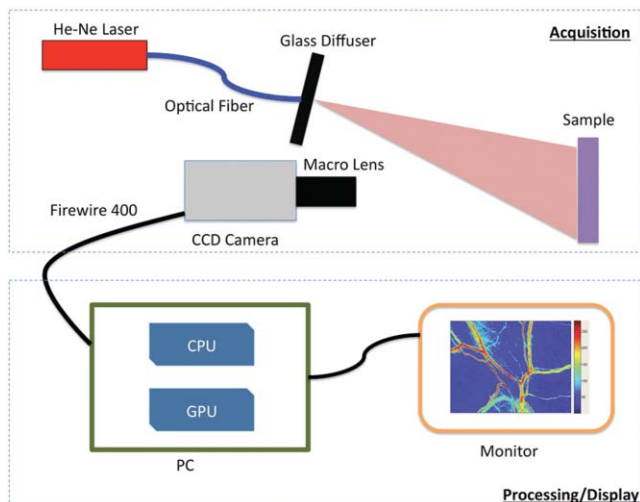 He-Ne Laser
Glass Diffuser
Acquisition
Optical Fiber
Sample
Macro Lens
Firewire 400
CCD Camera
CPU
GPU
PC
Monitor
Processing/Display